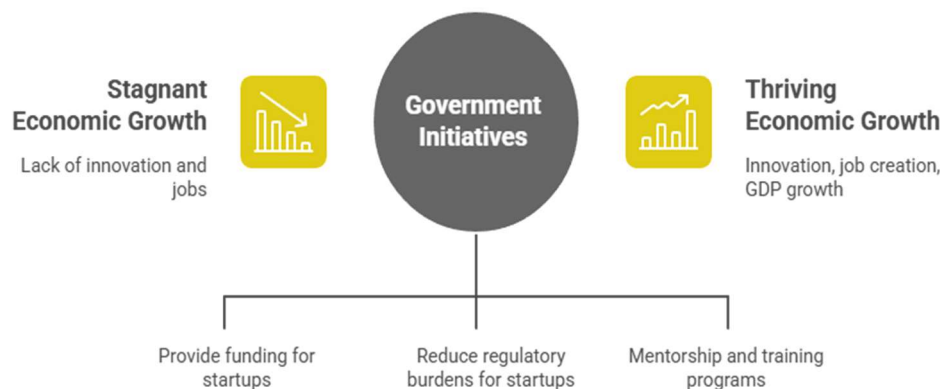 Stagnant
Economic Growth
Lack of innovation and
jobs
Government
Initiatives
Thriving
Economic Growth
Innovation, job creation,
GDP growth
Provide funding for
startups
Reduce regulatory
burdens for startups
Mentorship and training
programs